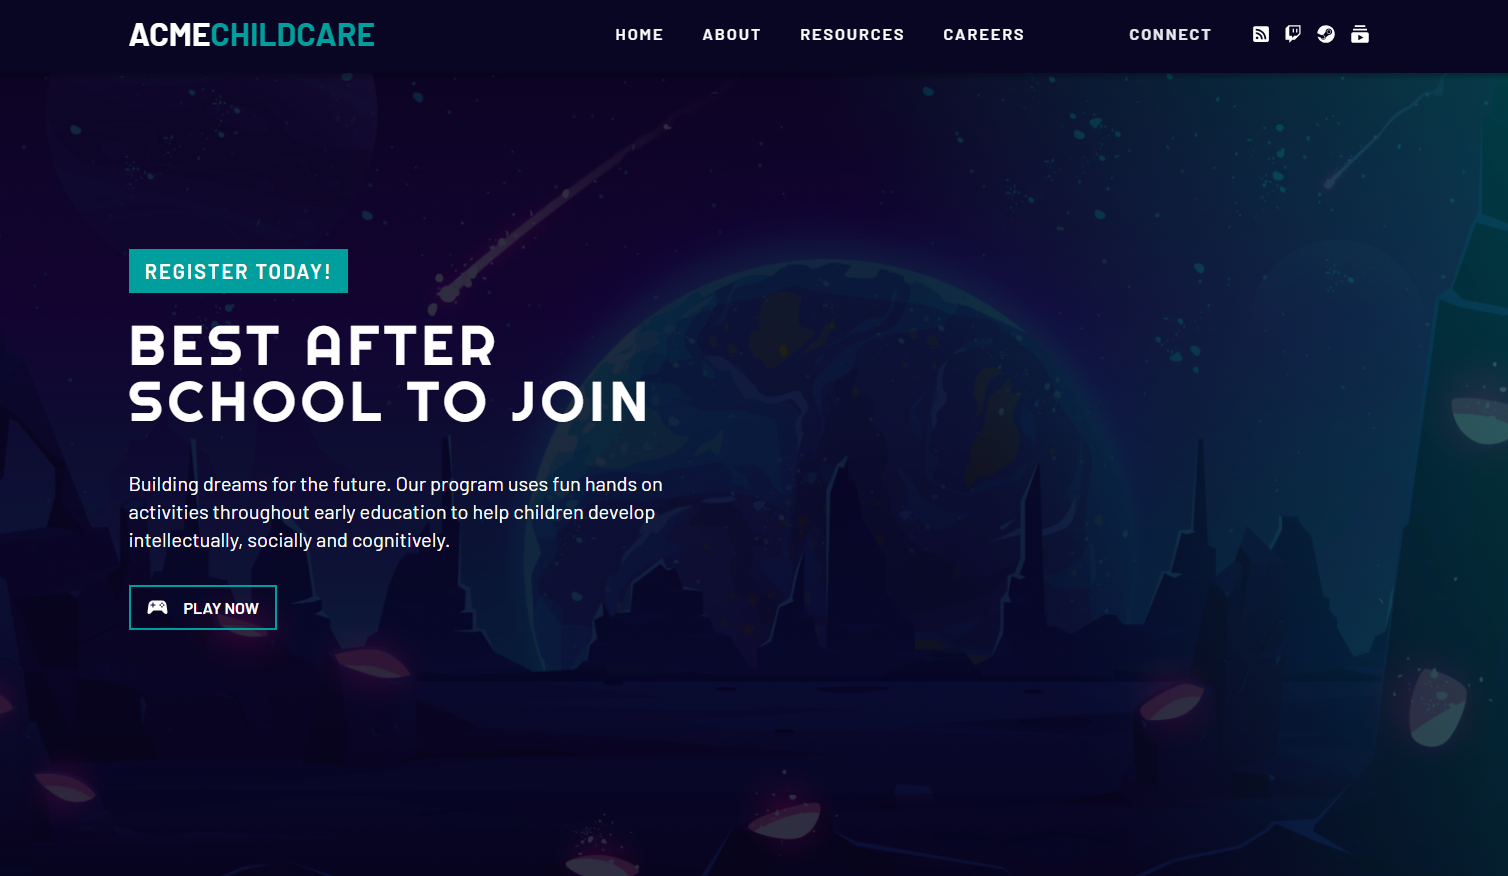 ACMECHILDCARE
HOME ABOUT RESOURCES CAREERS CONNECT
REGISTER TODAY!
BEST AFTER
SCHOOL TO JOIN
Building dreams for the future. Our program uses fun hands on
activities throughout early education to help children develop
intellectually, socially and cognitively.
PLAY NOW